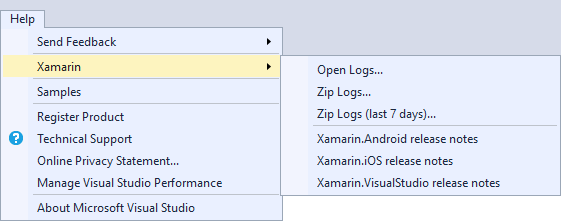 Help
Send Feedback
Xamarin
Samples
Register Product
Technical Support
Online Privacy Statement...
Manage Visual Studio Performance
About Microsoft Visual Studio
Open Logs...
Zip Logs...
Zip Logs (last 7 days)...
Xamarin.Android release notes
Xamarin.iOS release notes
Xamarin.VisualStudio release notes